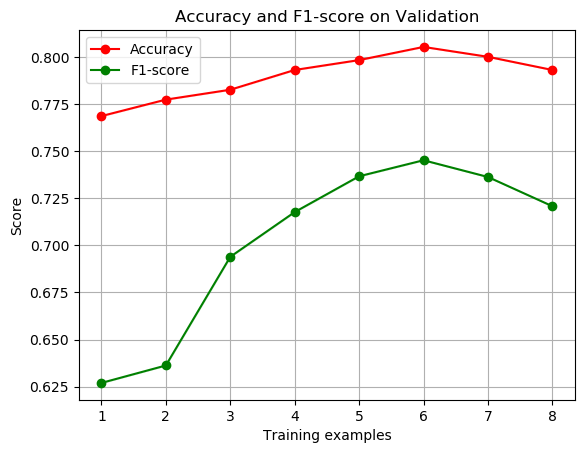 Accuracy and F1-score on Validation
Accuracy
F1-score
0.800
0.775
0.750
0.725
0.700
0.675
0.650
0.625
Score
1 2 3 4 5 6 7 8
Training examples